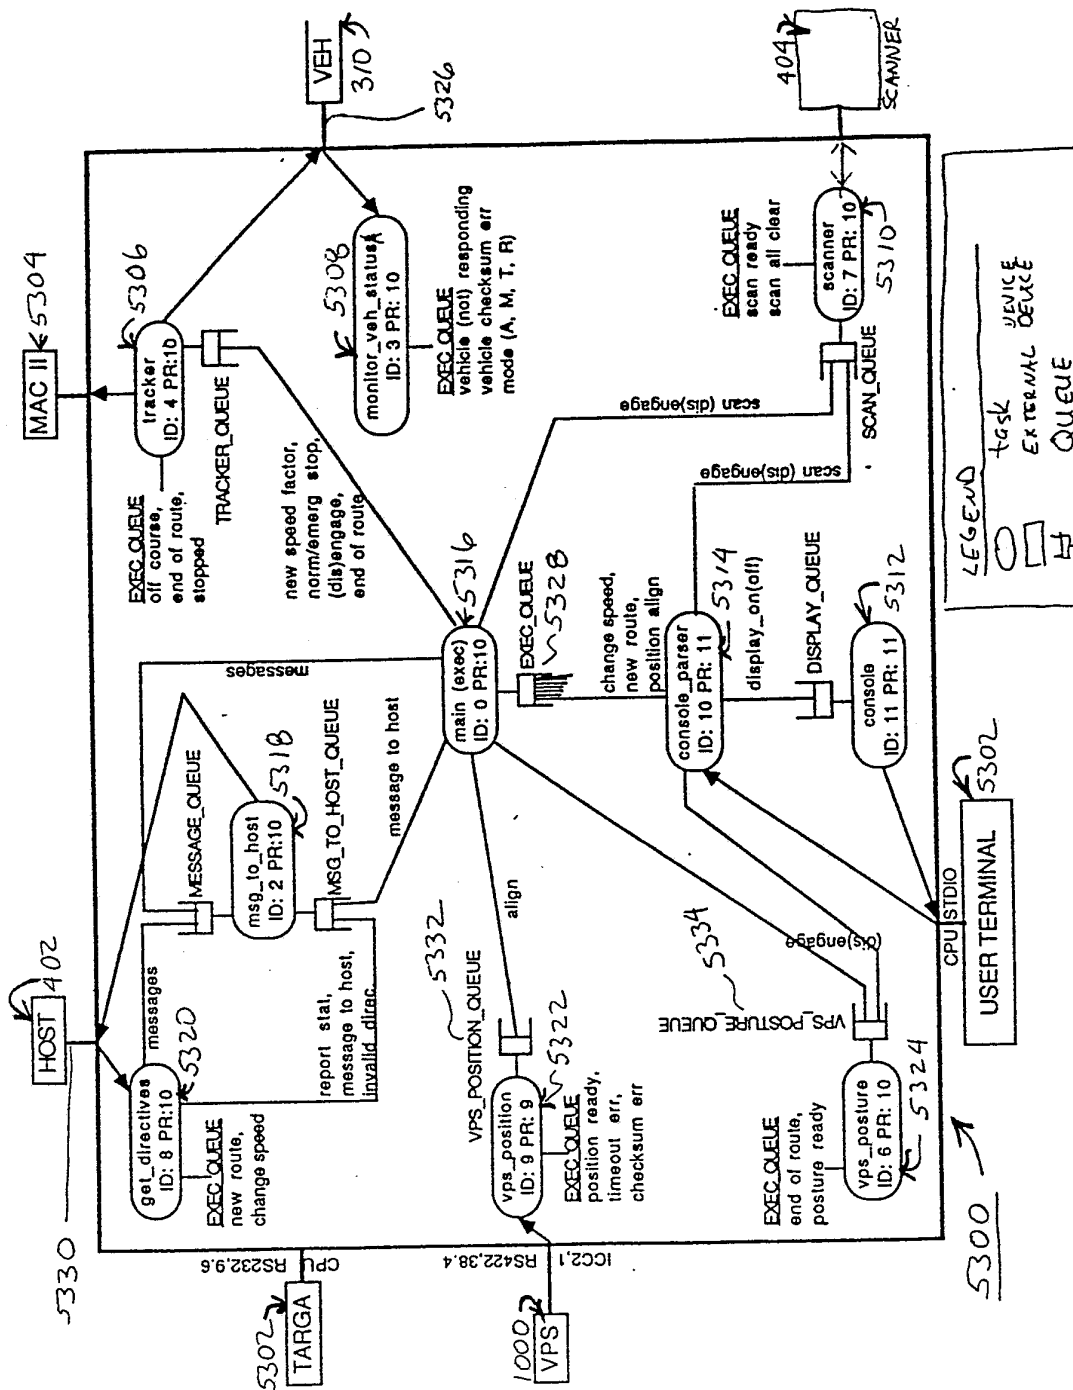 HOST
402
5330
MAC II
5304
VEH
310
5326
get_directives
ID: 8 PR:10
5320
EXEC_QUEUE
new route,
change speed
messages
MESSAGE_QUEUE
msg_to_host
ID: 2 PR:10
5318
MSG_TO_HOST_QUEUE
report stat,
message to host,
invalid direc.
messages
message to host
tracker
ID: 4 PR:10
5306
EXEC_QUEUE
off course,
end of route,
stopped
TRACKER_QUEUE
new speed factor,
norm/emerg stop,
(dis)engage,
end of route
monitor_veh_status
ID: 3 PR: 10
5308
EXEC_QUEUE
vehicle (not) responding
vehicle checksum err
mode (A, M, T, R)
main (exec)
ID: 0 PR:10
5316
EXEC_QUEUE
5328
TARGA
5302
CPU
RS232,9.6
VPS
1000
ICC2,1
RS422,38.4
vps_position
ID: 9 PR: 9
5322
VPS_POSITION_QUEUE
5332
align
EXEC_QUEUE
position ready,
timeout err,
checksum err
vps_posture
ID: 6 PR: 10
5324
EXEC_QUEUE
end of route,
posture ready
VPS_POSTURE_QUEUE
5334
(dis)engage
change speed,
new route,
position align
console_parser
ID: 10 PR: 11
5314
display_on(off)
DISPLAY_QUEUE
console
ID: 11 PR: 11
5312
scan (dis)engage
scan (dis)engage
SCAN_QUEUE
scanner
ID: 7 PR: 10
5310
EXEC_QUEUE
scan ready
scan all clear
404
SCANNER
CPU STDIO
USER TERMINAL
5302
5300
LEGEND
task
EXTERNAL DEVICE
QUEUE